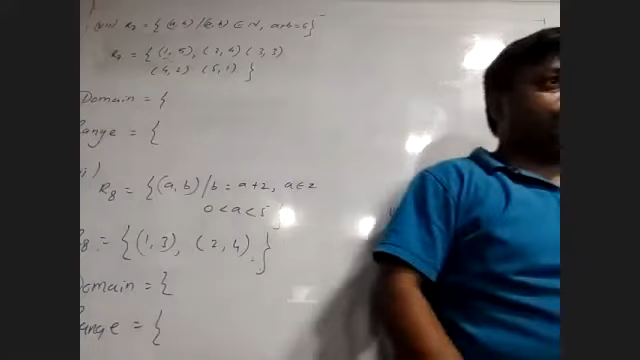 R₇ = {(a, b) / (a, b) ∈ N, a+b = 6}
R₇ = { (1, 5), (2, 4) (3, 3)
(4, 2) (5, 1) }
Domain = {
Range = {
R₈ = {(a, b) / b = a+2, a ∈ z
0 < a < 5 }
R₈ = {(1, 3), (2, 4), }
Domain = {
Range = {